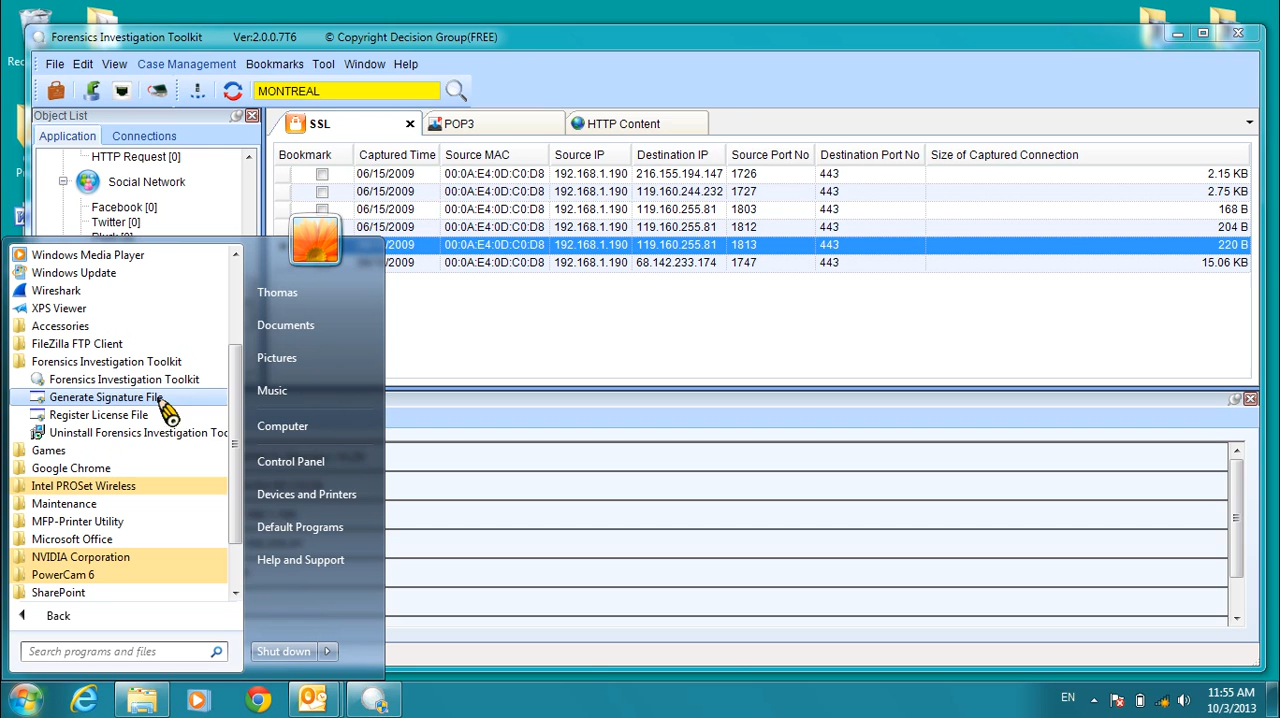 Rec
Forensics Investigation Toolkit Ver:2.0.0.7T6 © Copyright Decision Group(FREE)
File Edit View Case Management Bookmarks Tool Window Help
MONTREAL
Object List
Application Connections
HTTP Request [0]
Social Network
Facebook [0]
Twitter [0]
SSL POP3 HTTP Content
Bookmark Captured Time Source MAC Source IP Destination IP Source Port No Destination Port No Size of Captured Connection
06/15/2009 00:0A:E4:0D:C0:D8 192.168.1.190 216.155.194.147 1726 443 2.15 KB
06/15/2009 00:0A:E4:0D:C0:D8 192.168.1.190 119.160.244.232 1727 443 2.75 KB
06/15/2009 00:0A:E4:0D:C0:D8 192.168.1.190 119.160.255.81 1803 443 168 B
06/15/2009 00:0A:E4:0D:C0:D8 192.168.1.190 119.160.255.81 1812 443 204 B
00:0A:E4:0D:C0:D8 192.168.1.190 119.160.255.81 1813 443 220 B
/2009 00:0A:E4:0D:C0:D8 192.168.1.190 68.142.233.174 1747 443 15.06 KB
Windows Media Player
Windows Update
Wireshark
XPS Viewer
Accessories
FileZilla FTP Client
Forensics Investigation Toolkit
Forensics Investigation Toolkit
Generate Signature File
Register License File
Uninstall Forensics Investigation Too
Games
Google Chrome
Intel PROSet Wireless
Maintenance
MFP-Printer Utility
Microsoft Office
NVIDIA Corporation
PowerCam 6
SharePoint
Back
Search programs and files
Thomas
Documents
Pictures
Music
Computer
Control Panel
Devices and Printers
Default Programs
Help and Support
Shut down
EN
11:55 AM
10/3/2013